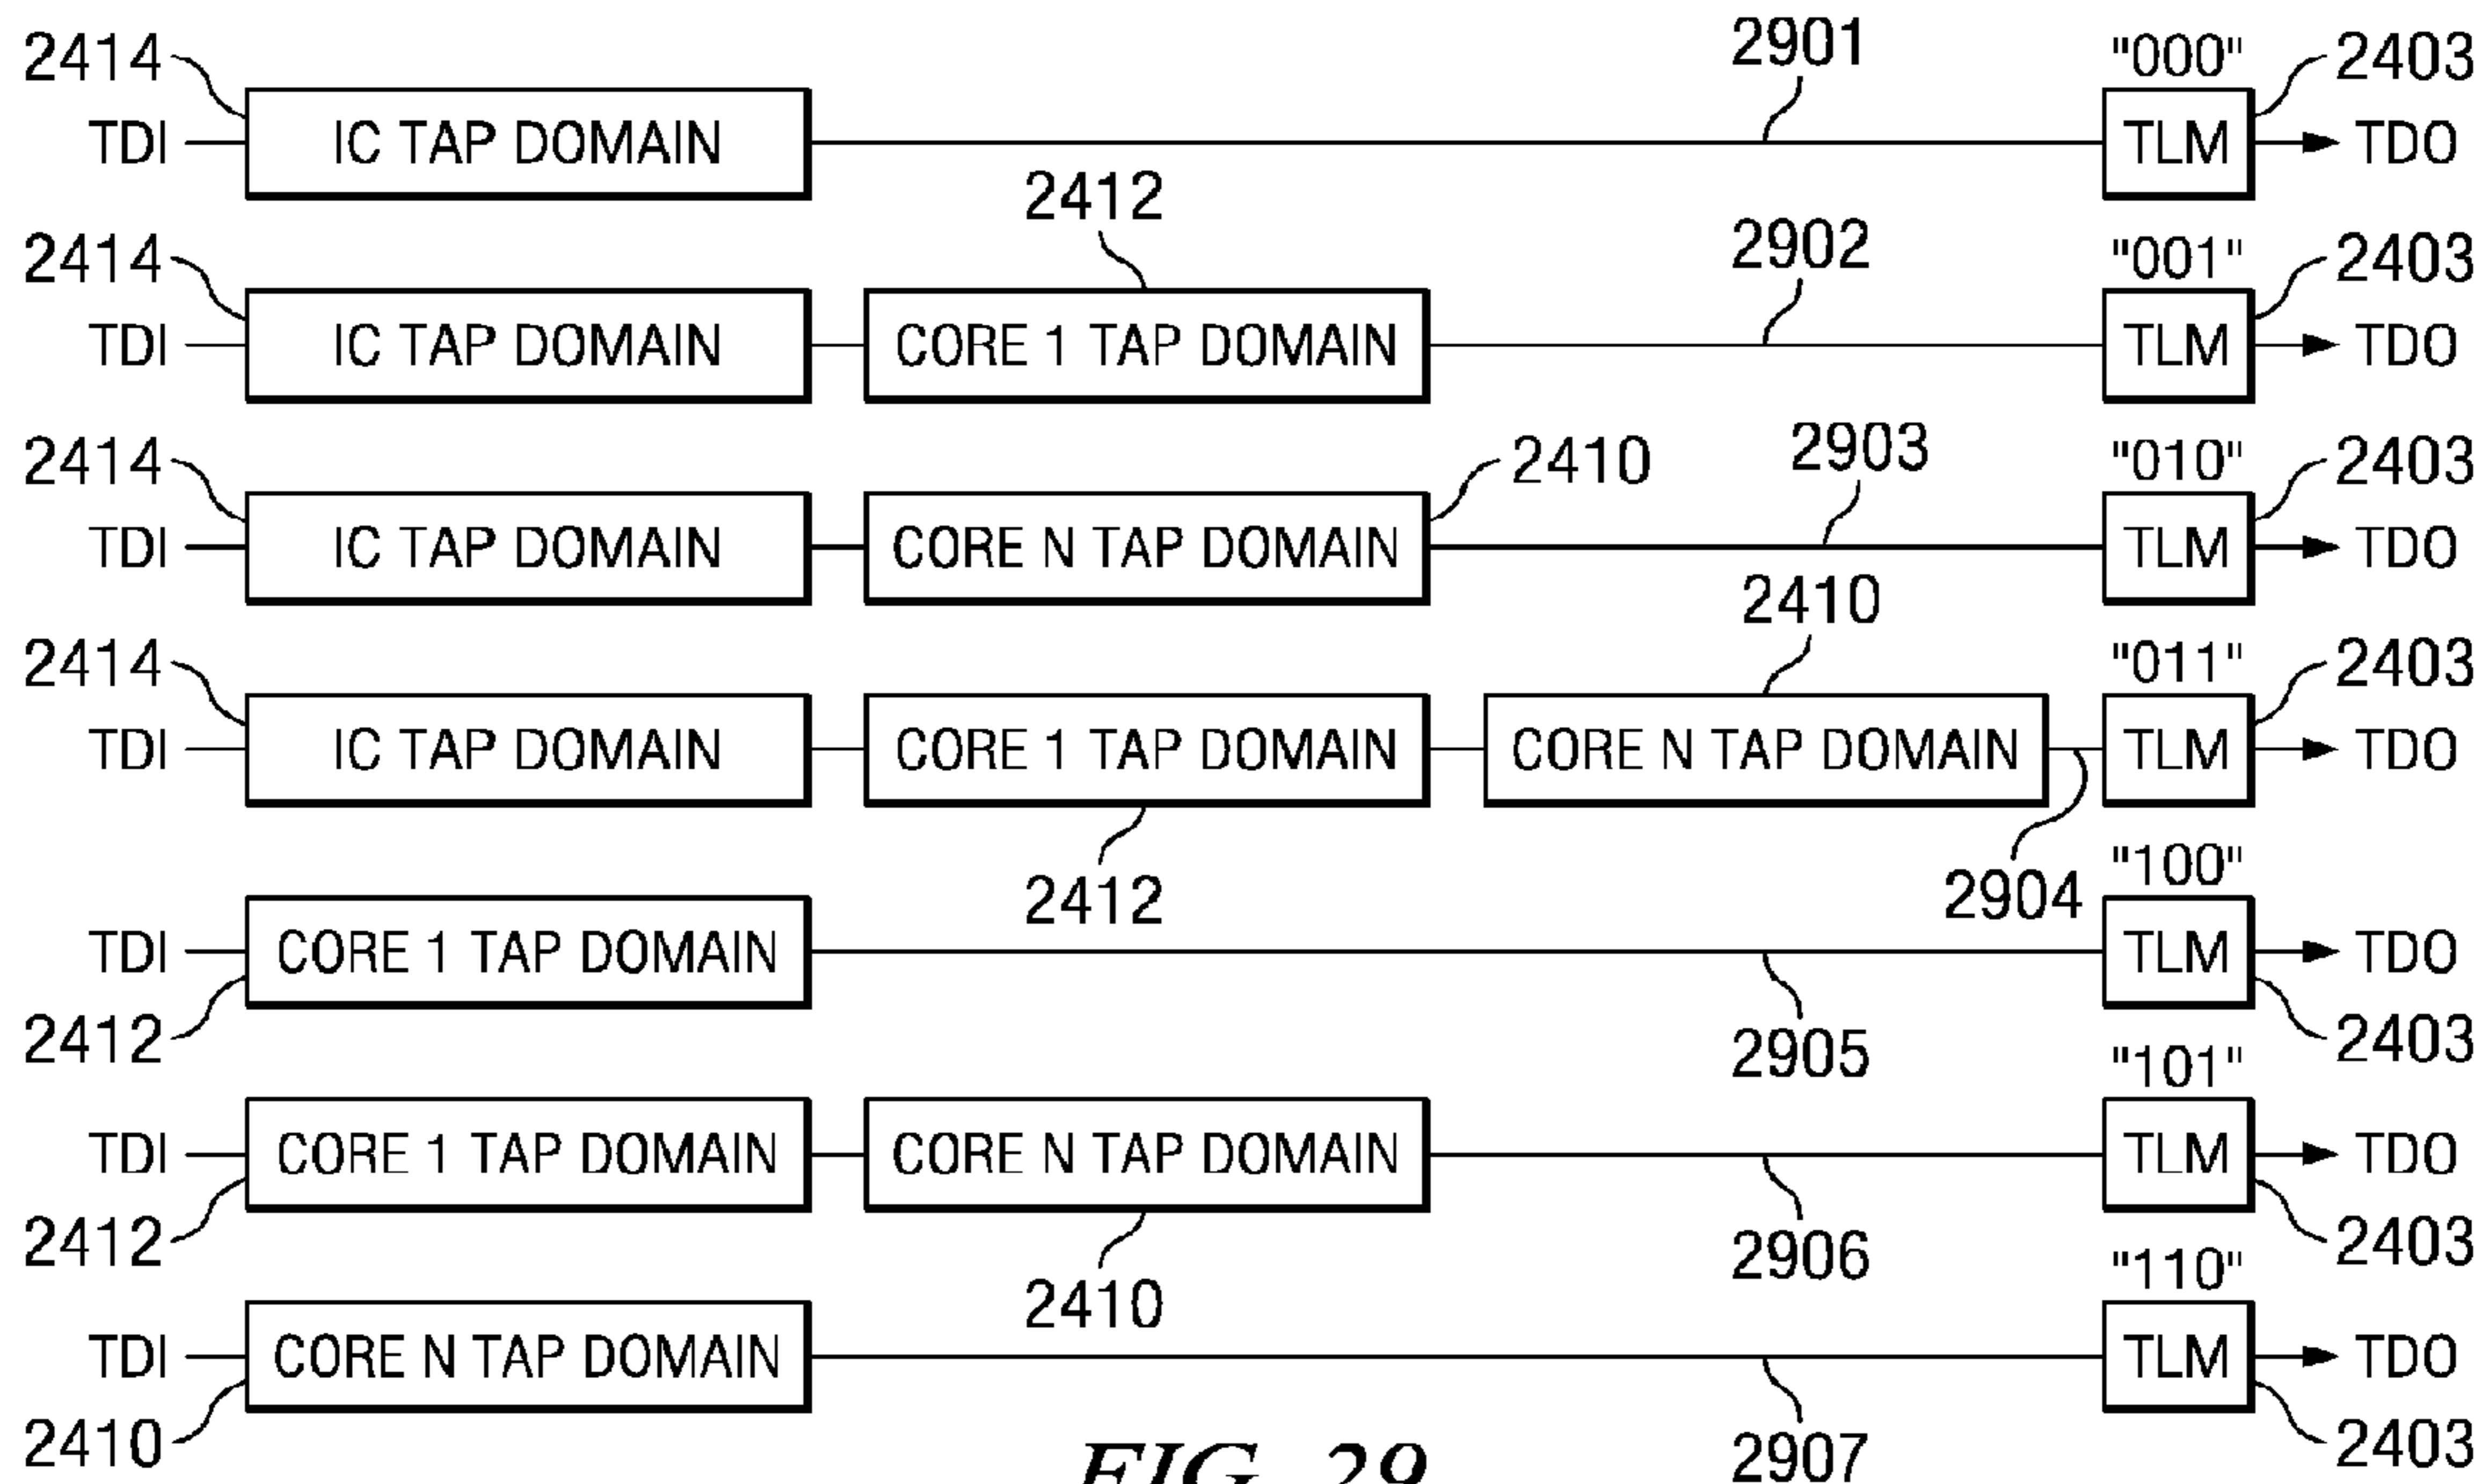 2901
2414 "000" 2403
TDI IC TAP DOMAIN TLM TDO
2412
2902
2414 "001" 2403
TDI IC TAP DOMAIN CORE 1 TAP DOMAIN TLM TDO
2903
2414 2410 "010" 2403
TDI IC TAP DOMAIN CORE N TAP DOMAIN TLM TDO
2410
2414 "011" 2403
TDI IC TAP DOMAIN CORE 1 TAP DOMAIN CORE N TAP DOMAIN TLM TDO
2412 2904 "100"
TDI CORE 1 TAP DOMAIN TLM TDO
2412 2905 2403
"101"
TDI CORE 1 TAP DOMAIN CORE N TAP DOMAIN TLM TDO
2412 2906 2403
2410 "110"
TDI CORE N TAP DOMAIN TLM TDO
2410 2907 2403
FIG. 29